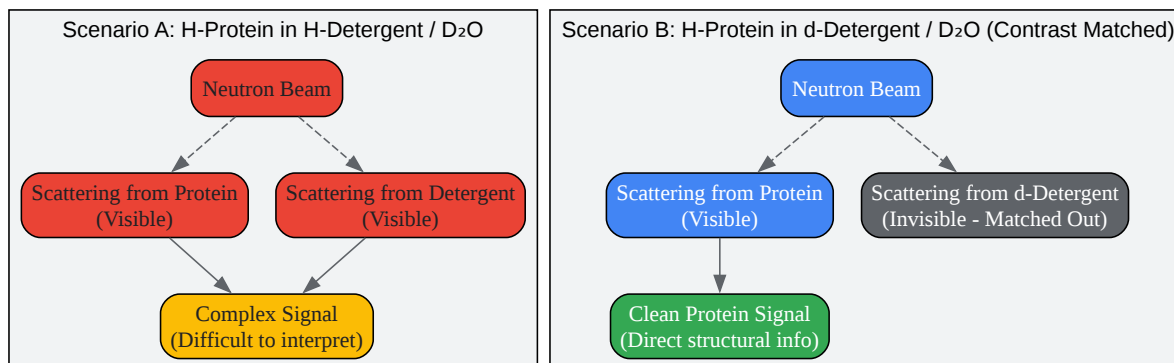 Scenario A: H-Protein in H-Detergent / D₂O
Neutron Beam
Scattering from Protein
(Visible)
Scattering from Detergent
(Visible)
Complex Signal
(Difficult to interpret)
Scenario B: H-Protein in d-Detergent / D₂O (Contrast Matched)
Neutron Beam
Scattering from Protein
(Visible)
Scattering from d-Detergent
(Invisible - Matched Out)
Clean Protein Signal
(Direct structural info)